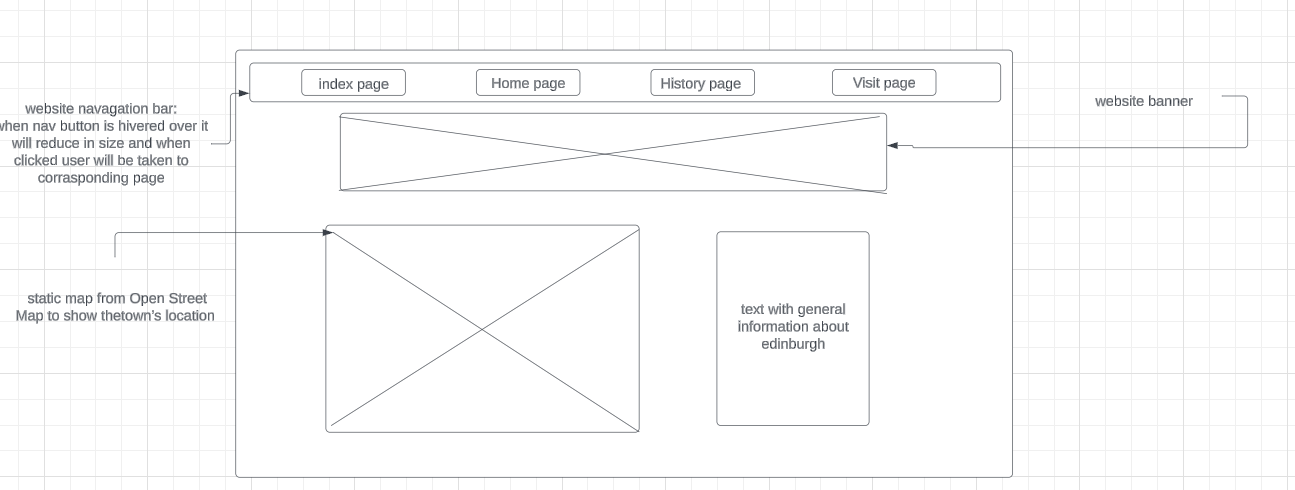 index page
Home page
History page
Visit page
website navagation bar:
when nav button is hivered over it
will reduce in size and when
clicked user will be taken to
corrasponding page
website banner
static map from Open Street
Map to show thetown's location
text with general
information about
edinburgh